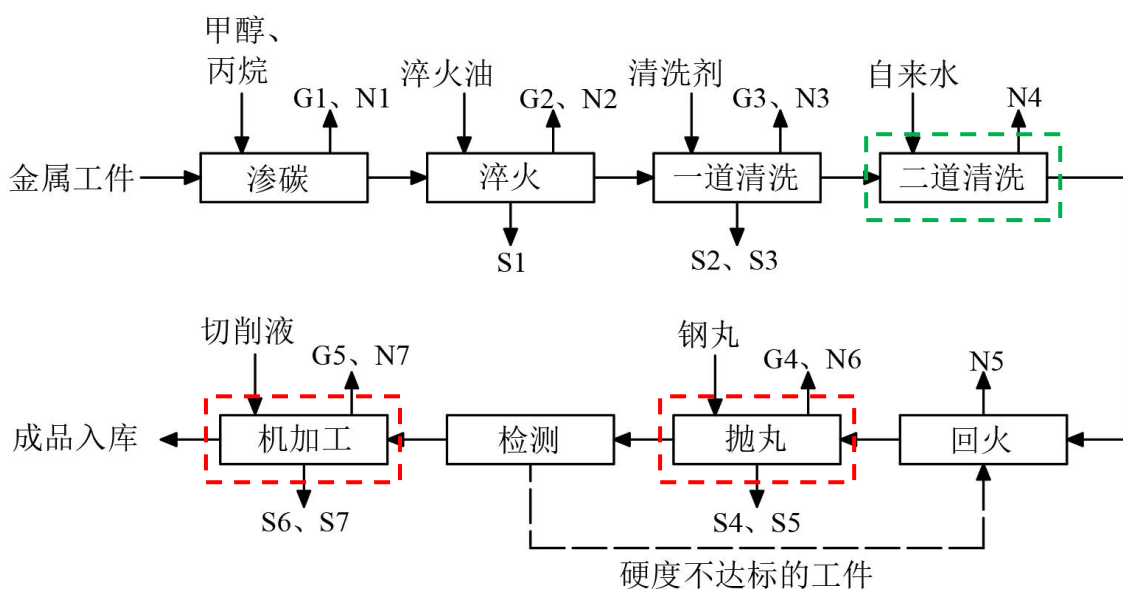 甲醇、
丙烷
淬火油
清洗剂
自来水
G1、N1
G2、N2
G3、N3
N4
金属工件
渗碳
淬火
一道清洗
二道清洗
S1
S2、S3
切削液
G5、N7
钢丸
G4、N6
N5
成品入库
机加工
检测
抛丸
回火
S6、S7
S4、S5
硬度不达标的工件